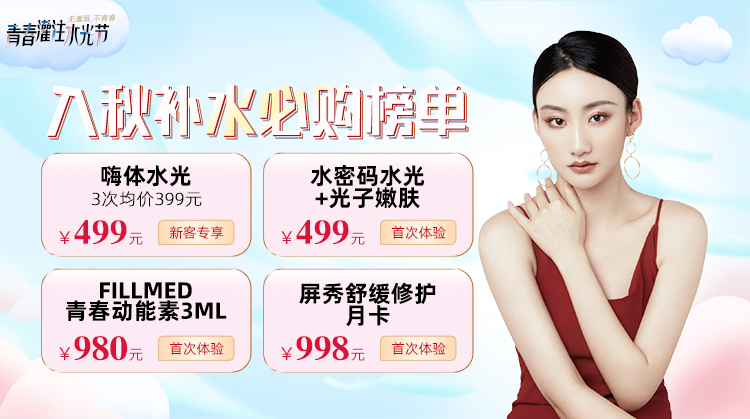 无灌溉,不青春
青春灌注水光节
入秋补水必购榜单
嗨体水光
3次均价399元
¥499元 新客专享
水密码水光
+光子嫩肤
¥499元 首次体验
FILLMED
青春动能素3ML
¥980元 首次体验
屏秀舒缓修护
月卡
¥998元 首次体验